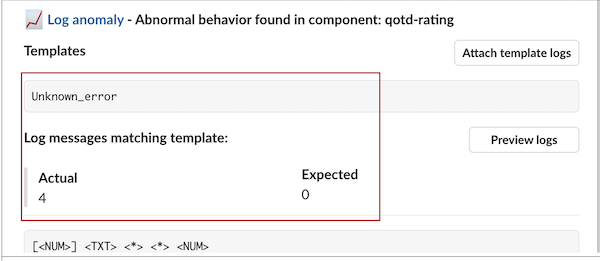 Log anomaly - Abnormal behavior found in component: qotd-rating
Templates
Attach template logs
Unknown_error
Log messages matching template:
Preview logs
Actual
Expected
4
0
[<NUM>] <TXT> <*> <*> <NUM>